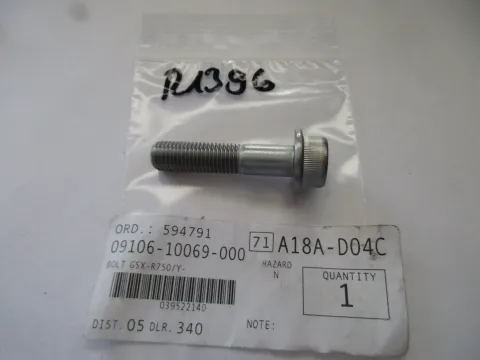 R1396
ORD.: 594791
09106-10069-000
71 A18A-D04C
BOLT GSX-R750/Y-
HAZARD
N
QUANTITY
1
039522140
DIST. 05 DLR. 340
NOTE: